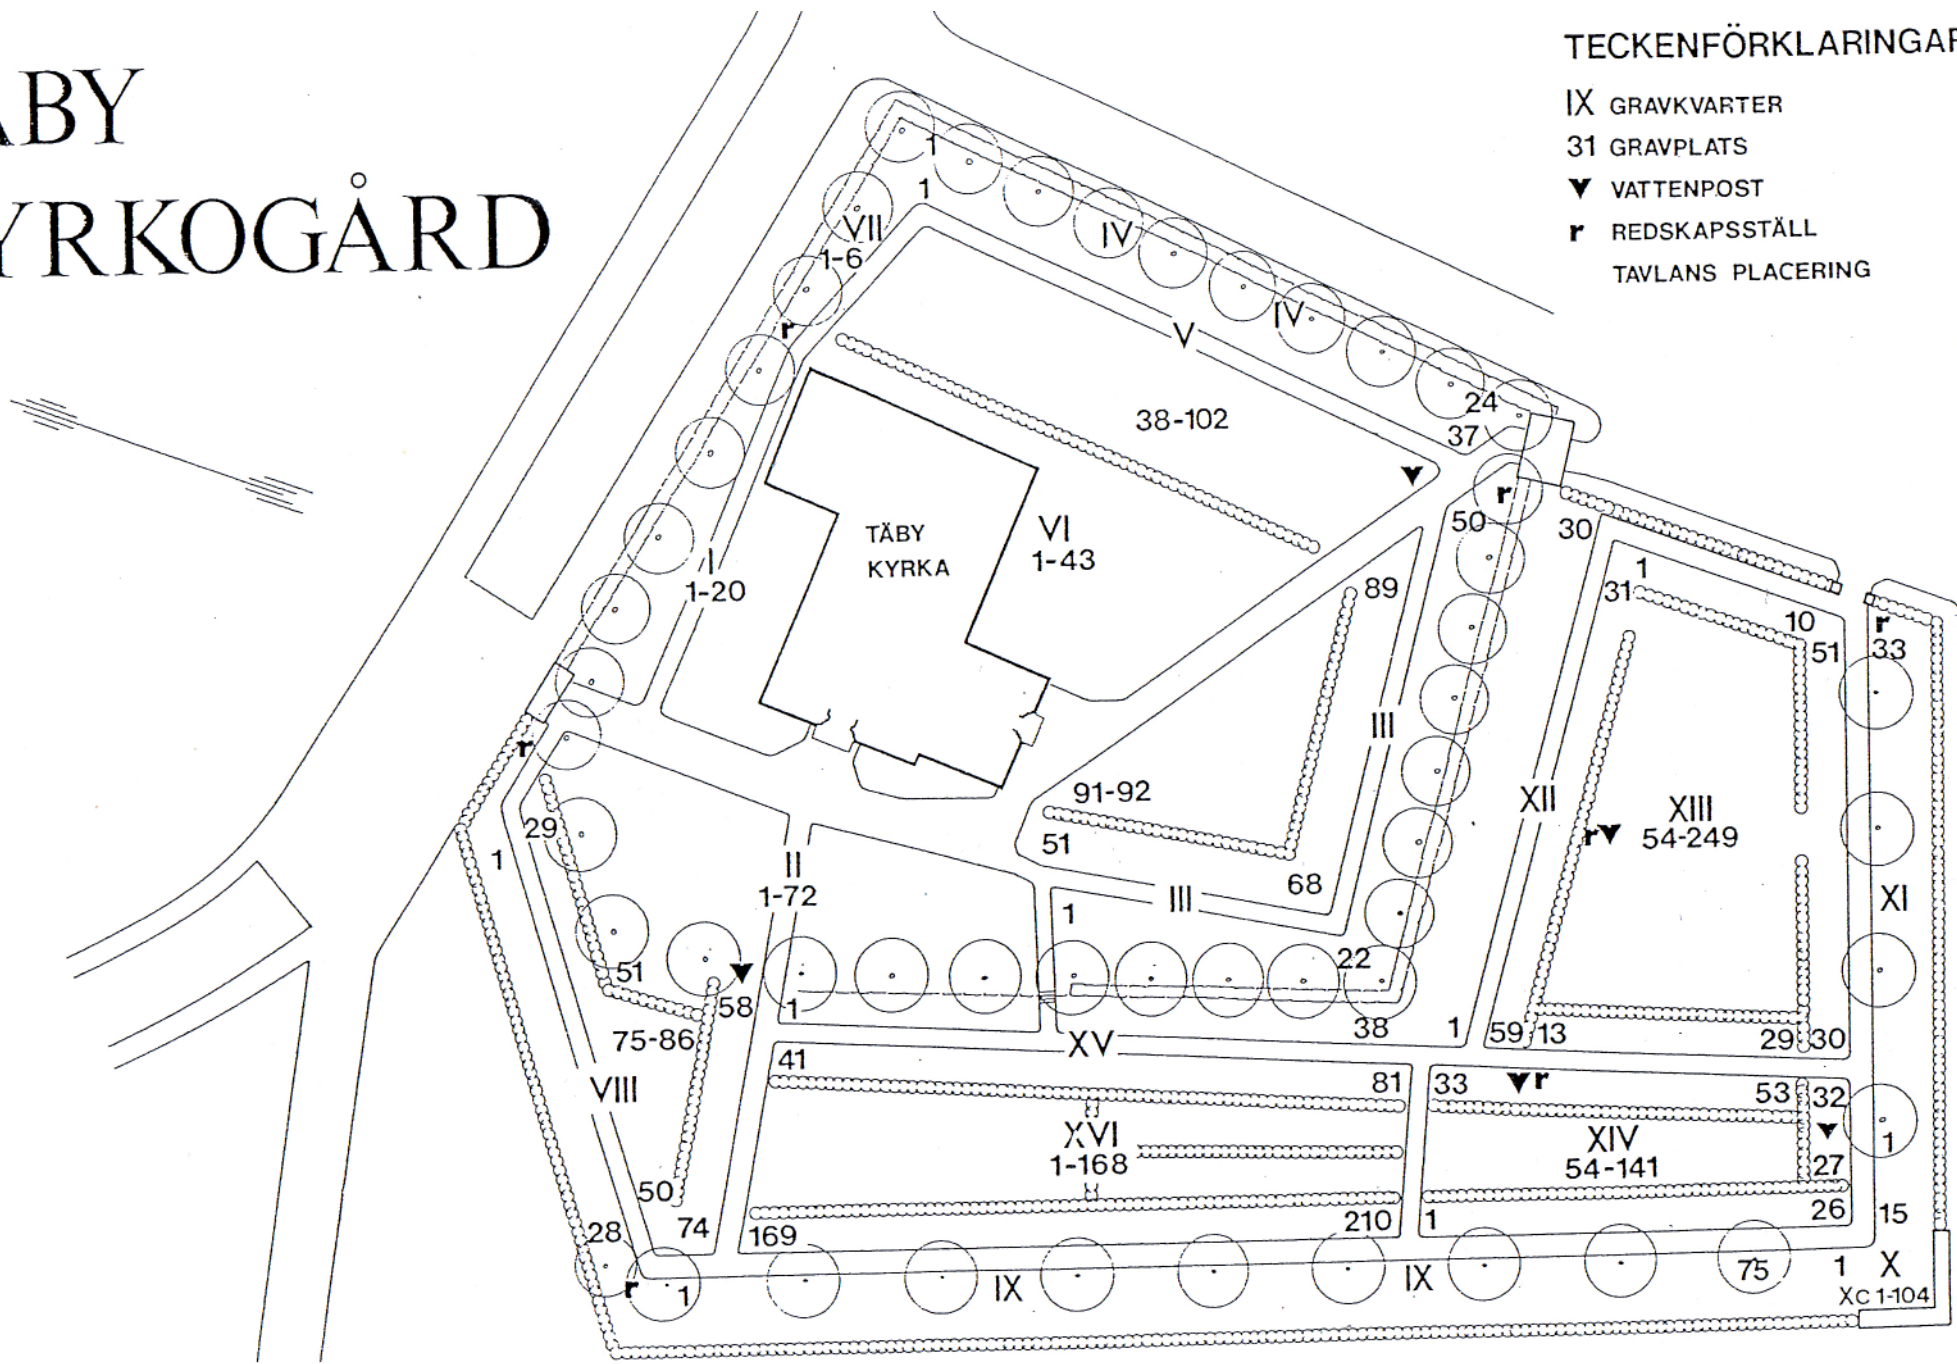 ÄBY
YRKOGÅRD
TECKENFÖRKLARINGAR
IX GRAVKVARTER
31 GRAVPLATS
VATTENPOST
r REDSKAPSSTÄLL
TAVLANS PLACERING
1
1
VII
1-6
IV
IV
r
V
38-102
24
37
r
50
30
TÄBY
KYRKA
VI
1-43
I
1-20
89
1
31
10
51
r
33
III
r
91-92
51
XII
XIII
54-249
r
29
1
II
1-72
68
III
1
XI
22
51
58
1
75-86
38
1
59
13
29
30
XV
41
81
33
r
53
32
VIII
XVI
1-168
XIV
54-141
1
27
50
74
169
210
1
26
15
28
r
1
IX
IX
75
1
X
XC 1-104